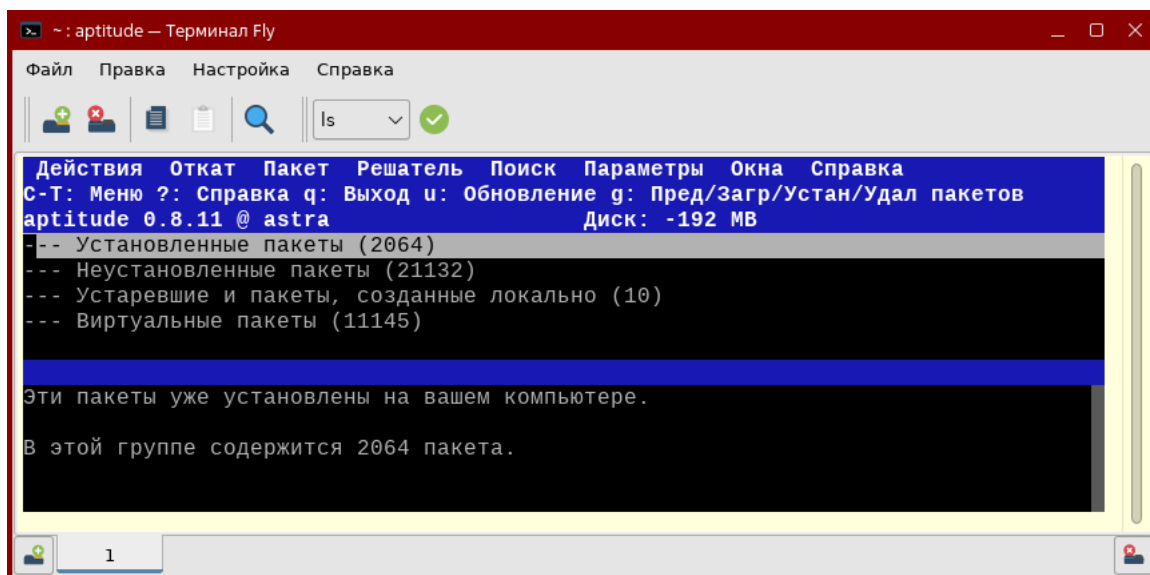 ~ : aptitude — Терминал Fly
Файл Правка Настройка Справка
ls
Действия Откат Пакет Решатель Поиск Параметры Окна Справка
C-T: Меню ?: Справка q: Выход u: Обновление g: Пред/Загр/Устан/Удал пакетов
aptitude 0.8.11 @ astra Диск: -192 MB
--- Установленные пакеты (2064)
--- Неустановленные пакеты (21132)
--- Устаревшие и пакеты, созданные локально (10)
--- Виртуальные пакеты (11145)
Эти пакеты уже установлены на вашем компьютере.
В этой группе содержится 2064 пакета.
1